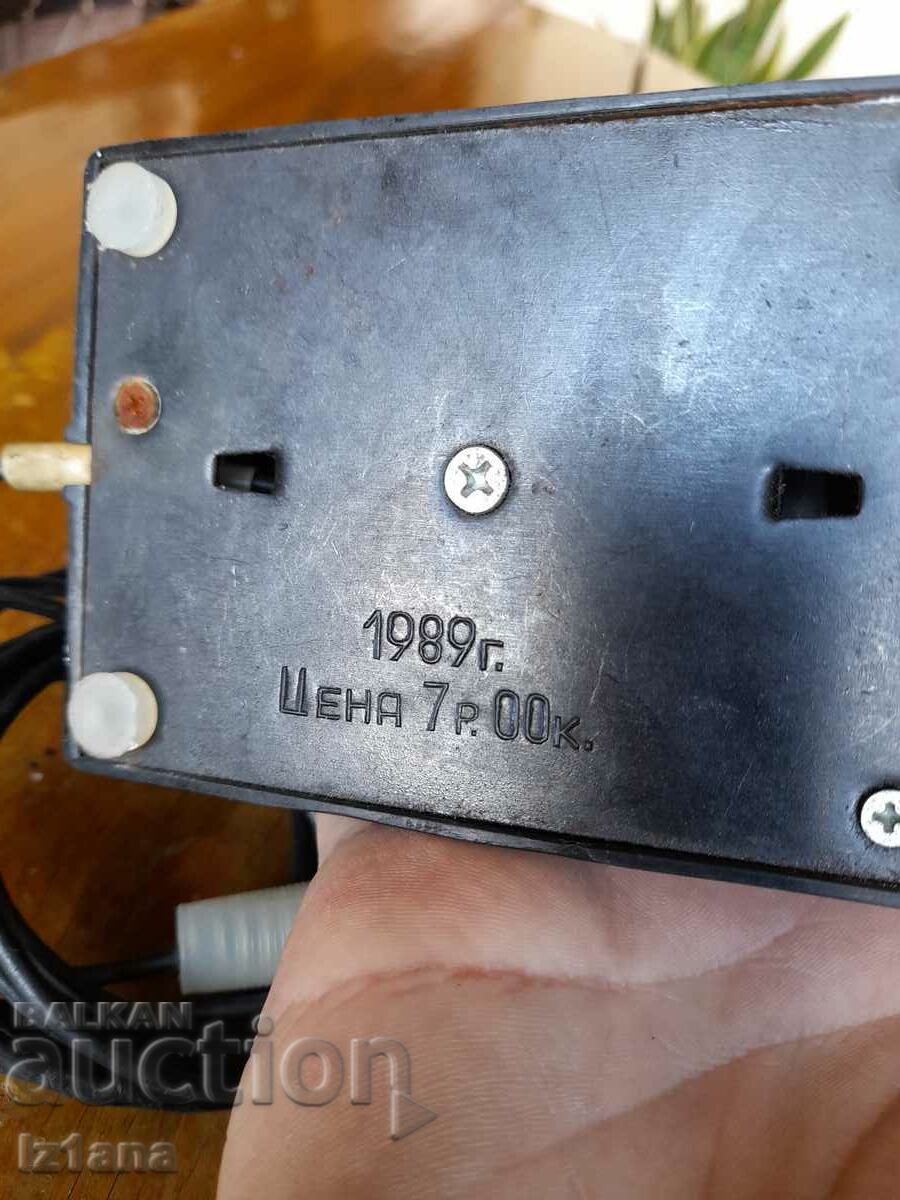 1989г.
Цена 7р.00к.
BALKAN
auction
Iz1ana